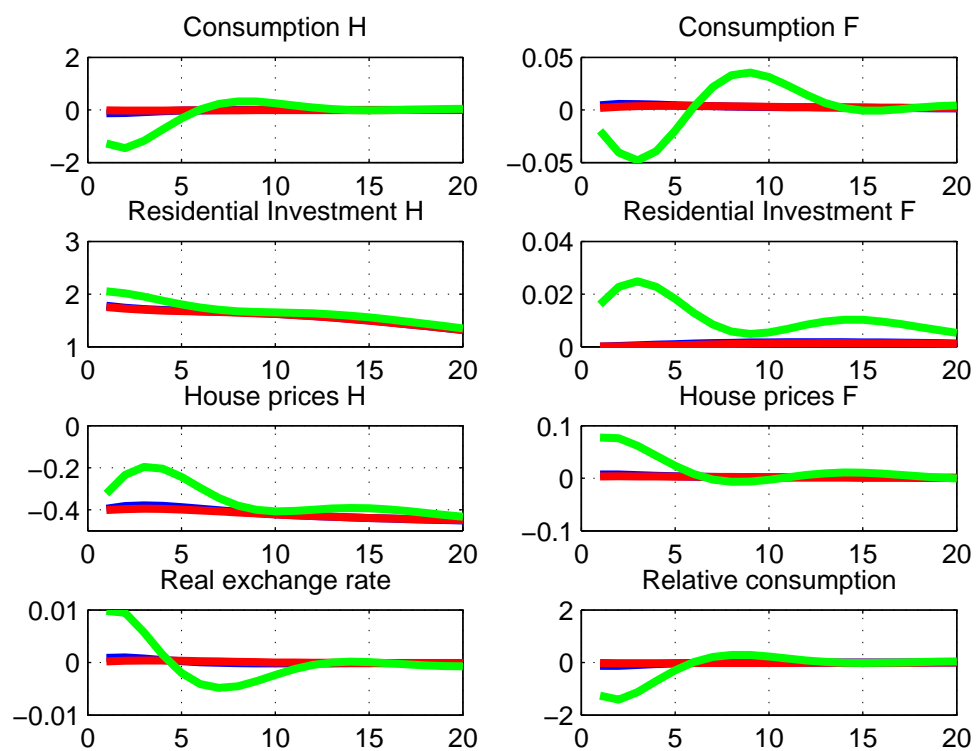 Consumption H
Consumption F
2
0
−2
0 5 10 15 20
0.05
0
−0.05
0 5 10 15 20
Residential Investment H
Residential Investment F
3
2
1
0 5 10 15 20
0.04
0.02
0
0 5 10 15 20
House prices H
House prices F
0
−0.2
−0.4
0 5 10 15 20
0.1
0
−0.1
0 5 10 15 20
Real exchange rate
Relative consumption
0.01
0
−0.01
0 5 10 15 20
2
0
−2
0 5 10 15 20